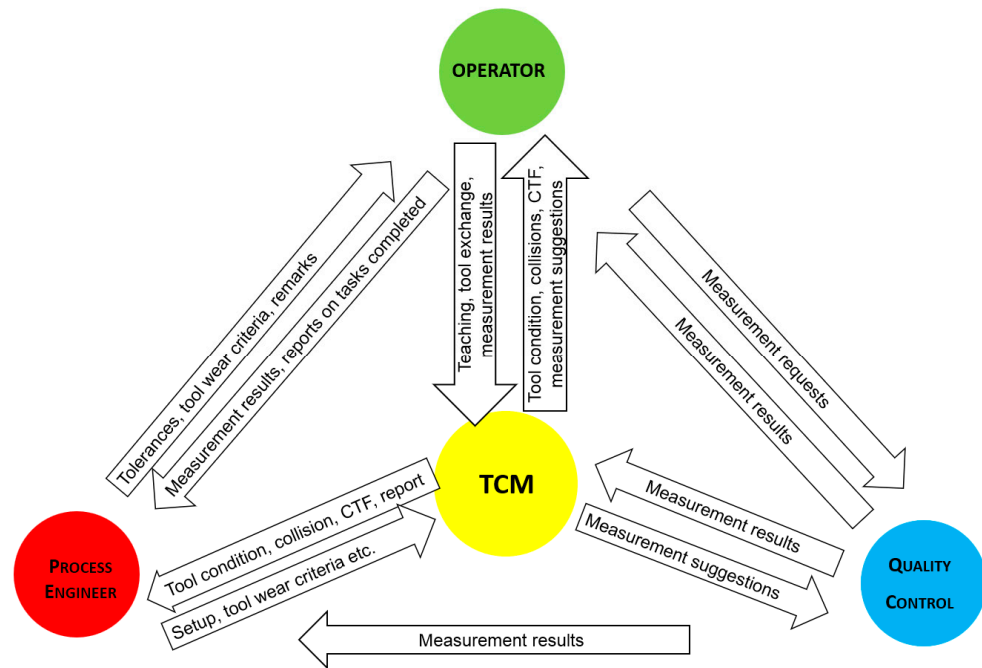 OPERATOR
Teaching, tool exchange,
measurement results
Tool condition, collisions, CTF,
measurement suggestions
Tolerances, tool wear criteria, remarks
Measurement results, reports on tasks completed
Measurement requests
Measurement results
TCM
Tool condition, collision, CTF, report
Setup, tool wear criteria etc.
Measurement results
Measurement suggestions
PROCESS
ENGINEER
QUALITY
CONTROL
Measurement results